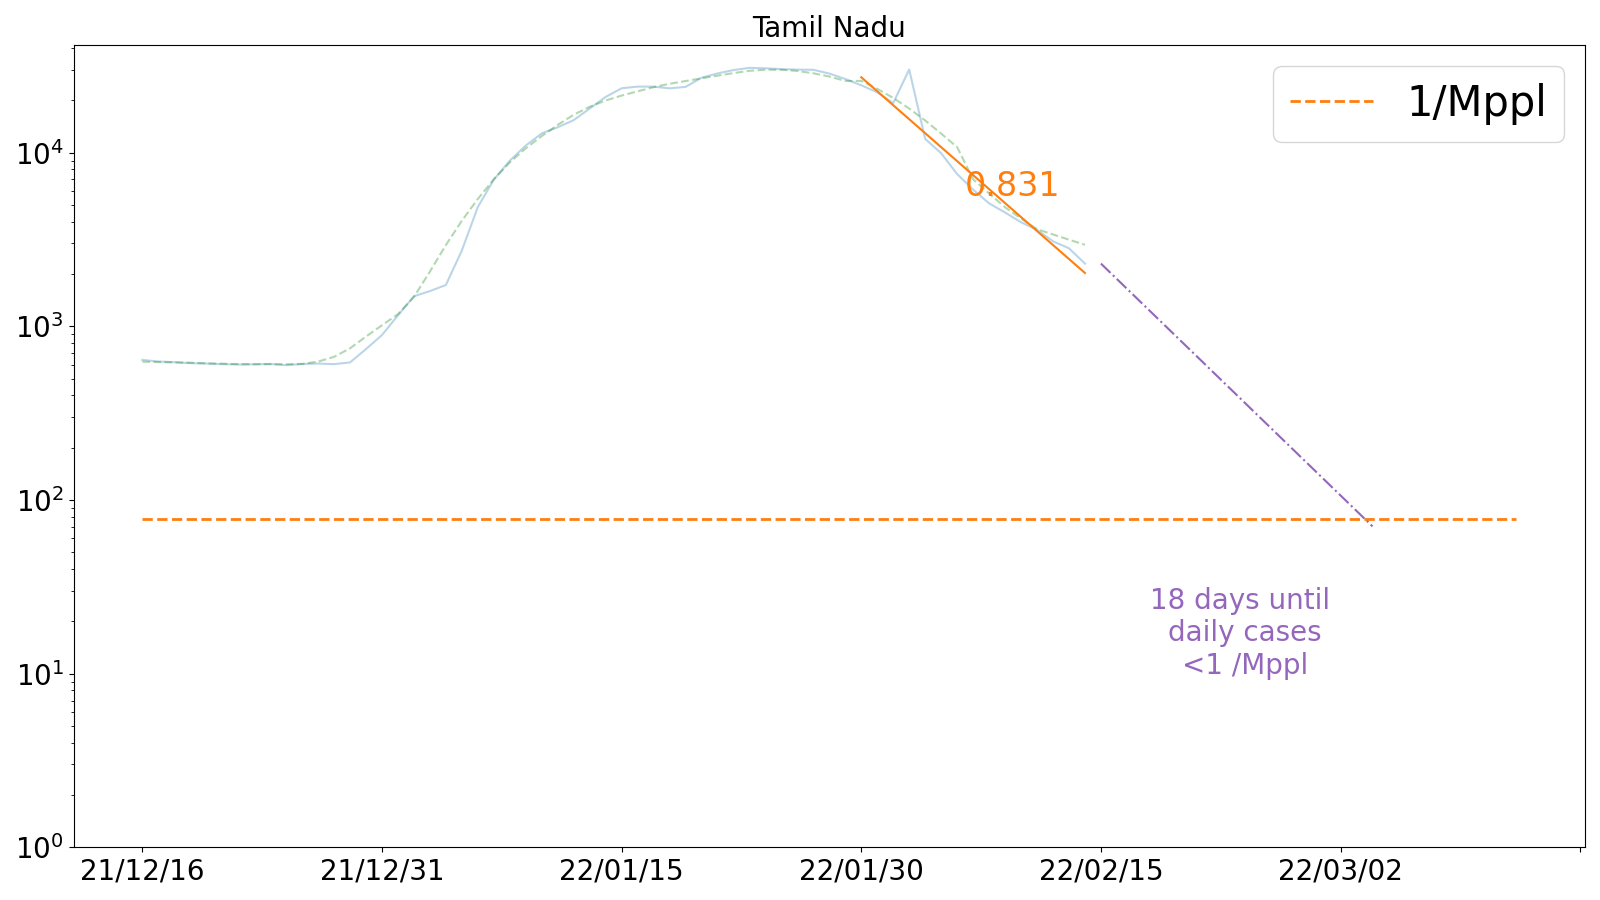 Tamil Nadu
1/Mppl
10^4
0.831
10^3
10^2
18 days until
daily cases
<1 /Mppl
10^1
10^0
21/12/16 21/12/31 22/01/15 22/01/30 22/02/15 22/03/02